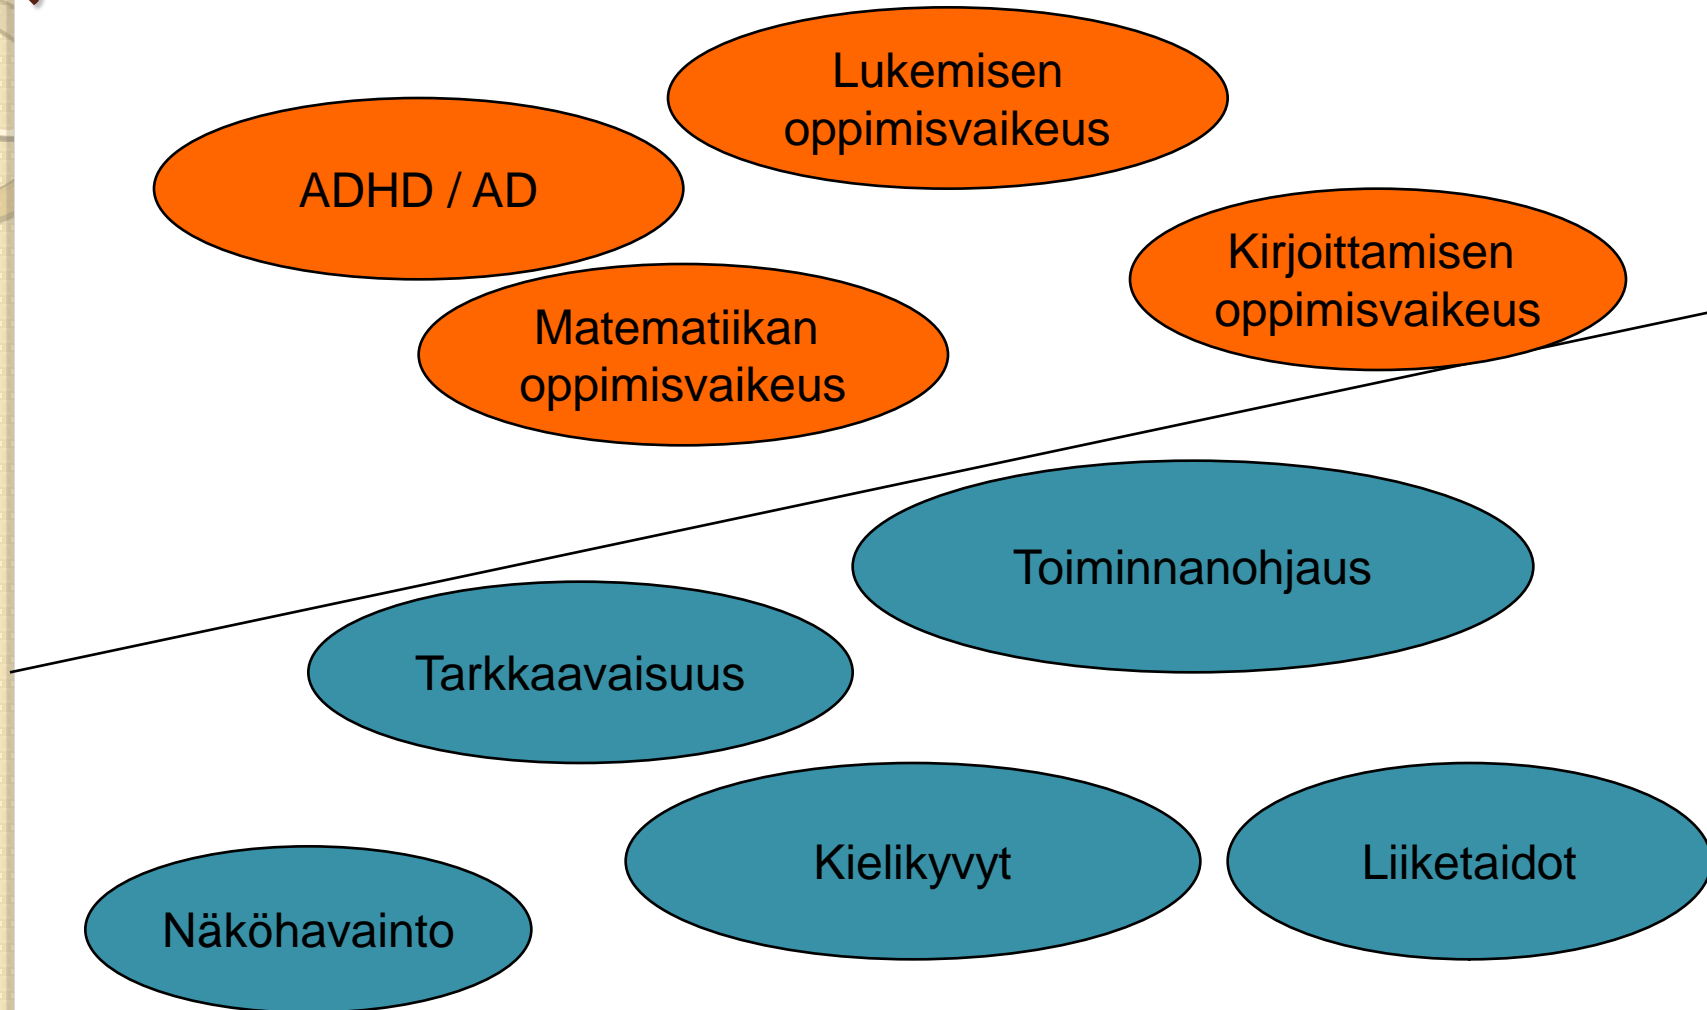 Lukemisen
oppimisvaikeus
ADHD / AD
Kirjoittamisen
oppimisvaikeus
Matematiikan
oppimisvaikeus
Toiminnanohjaus
Tarkkaavaisuus
Kielikyvyt
Liiketaidot
Näköhavainto